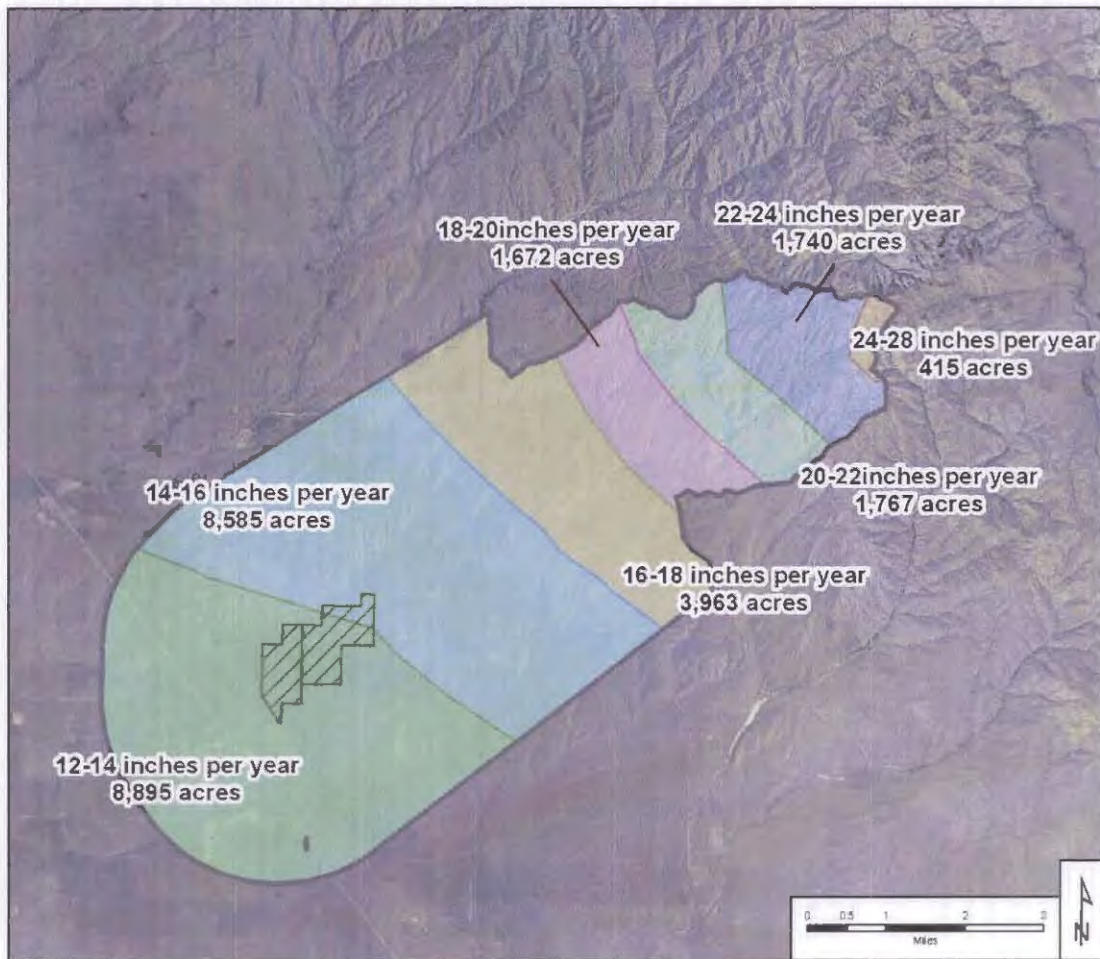 22-24 inches per year
1,740 acres
18-20inches per year
1,672 acres
24-28 inches per year
415 acres
14-16 inches per year
8,585 acres
20-22inches per year
1,767 acres
16-18 inches per year
3,963 acres
12-14 inches per year
8,895 acres
0 0.5 1 2 3
Miles
N